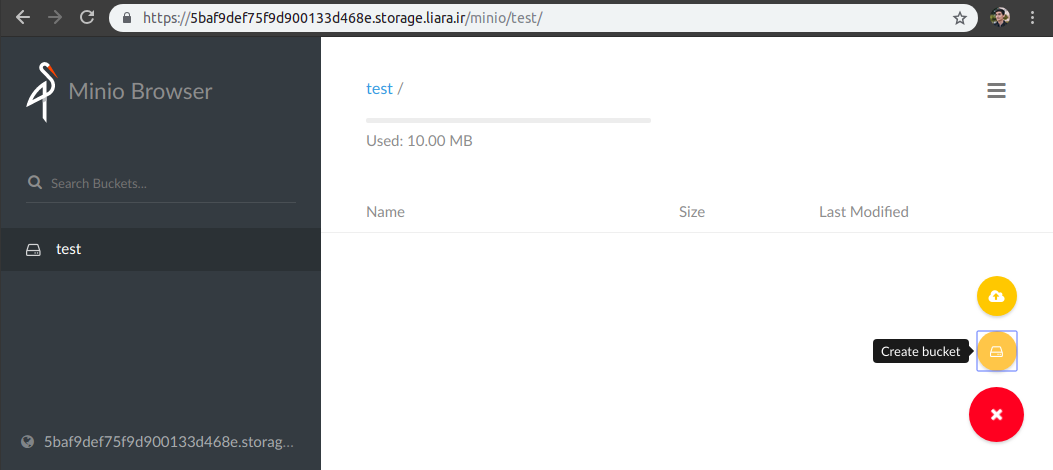 https://5baf9def75f9d900133d468e.storage.liara.ir/minio/test/
Minio Browser
Search Buckets...
test
5baf9def75f9d900133d468e.storag...
test /
Used: 10.00 MB
Name Size Last Modified
Create bucket